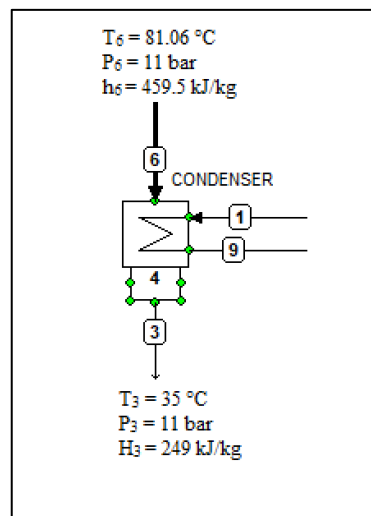 T₆ = 81.06 °C
P₆ = 11 bar
h₆ = 459.5 kJ/kg
6
CONDENSER
1
9
4
3
T₃ = 35 °C
P₃ = 11 bar
H₃ = 249 kJ/kg